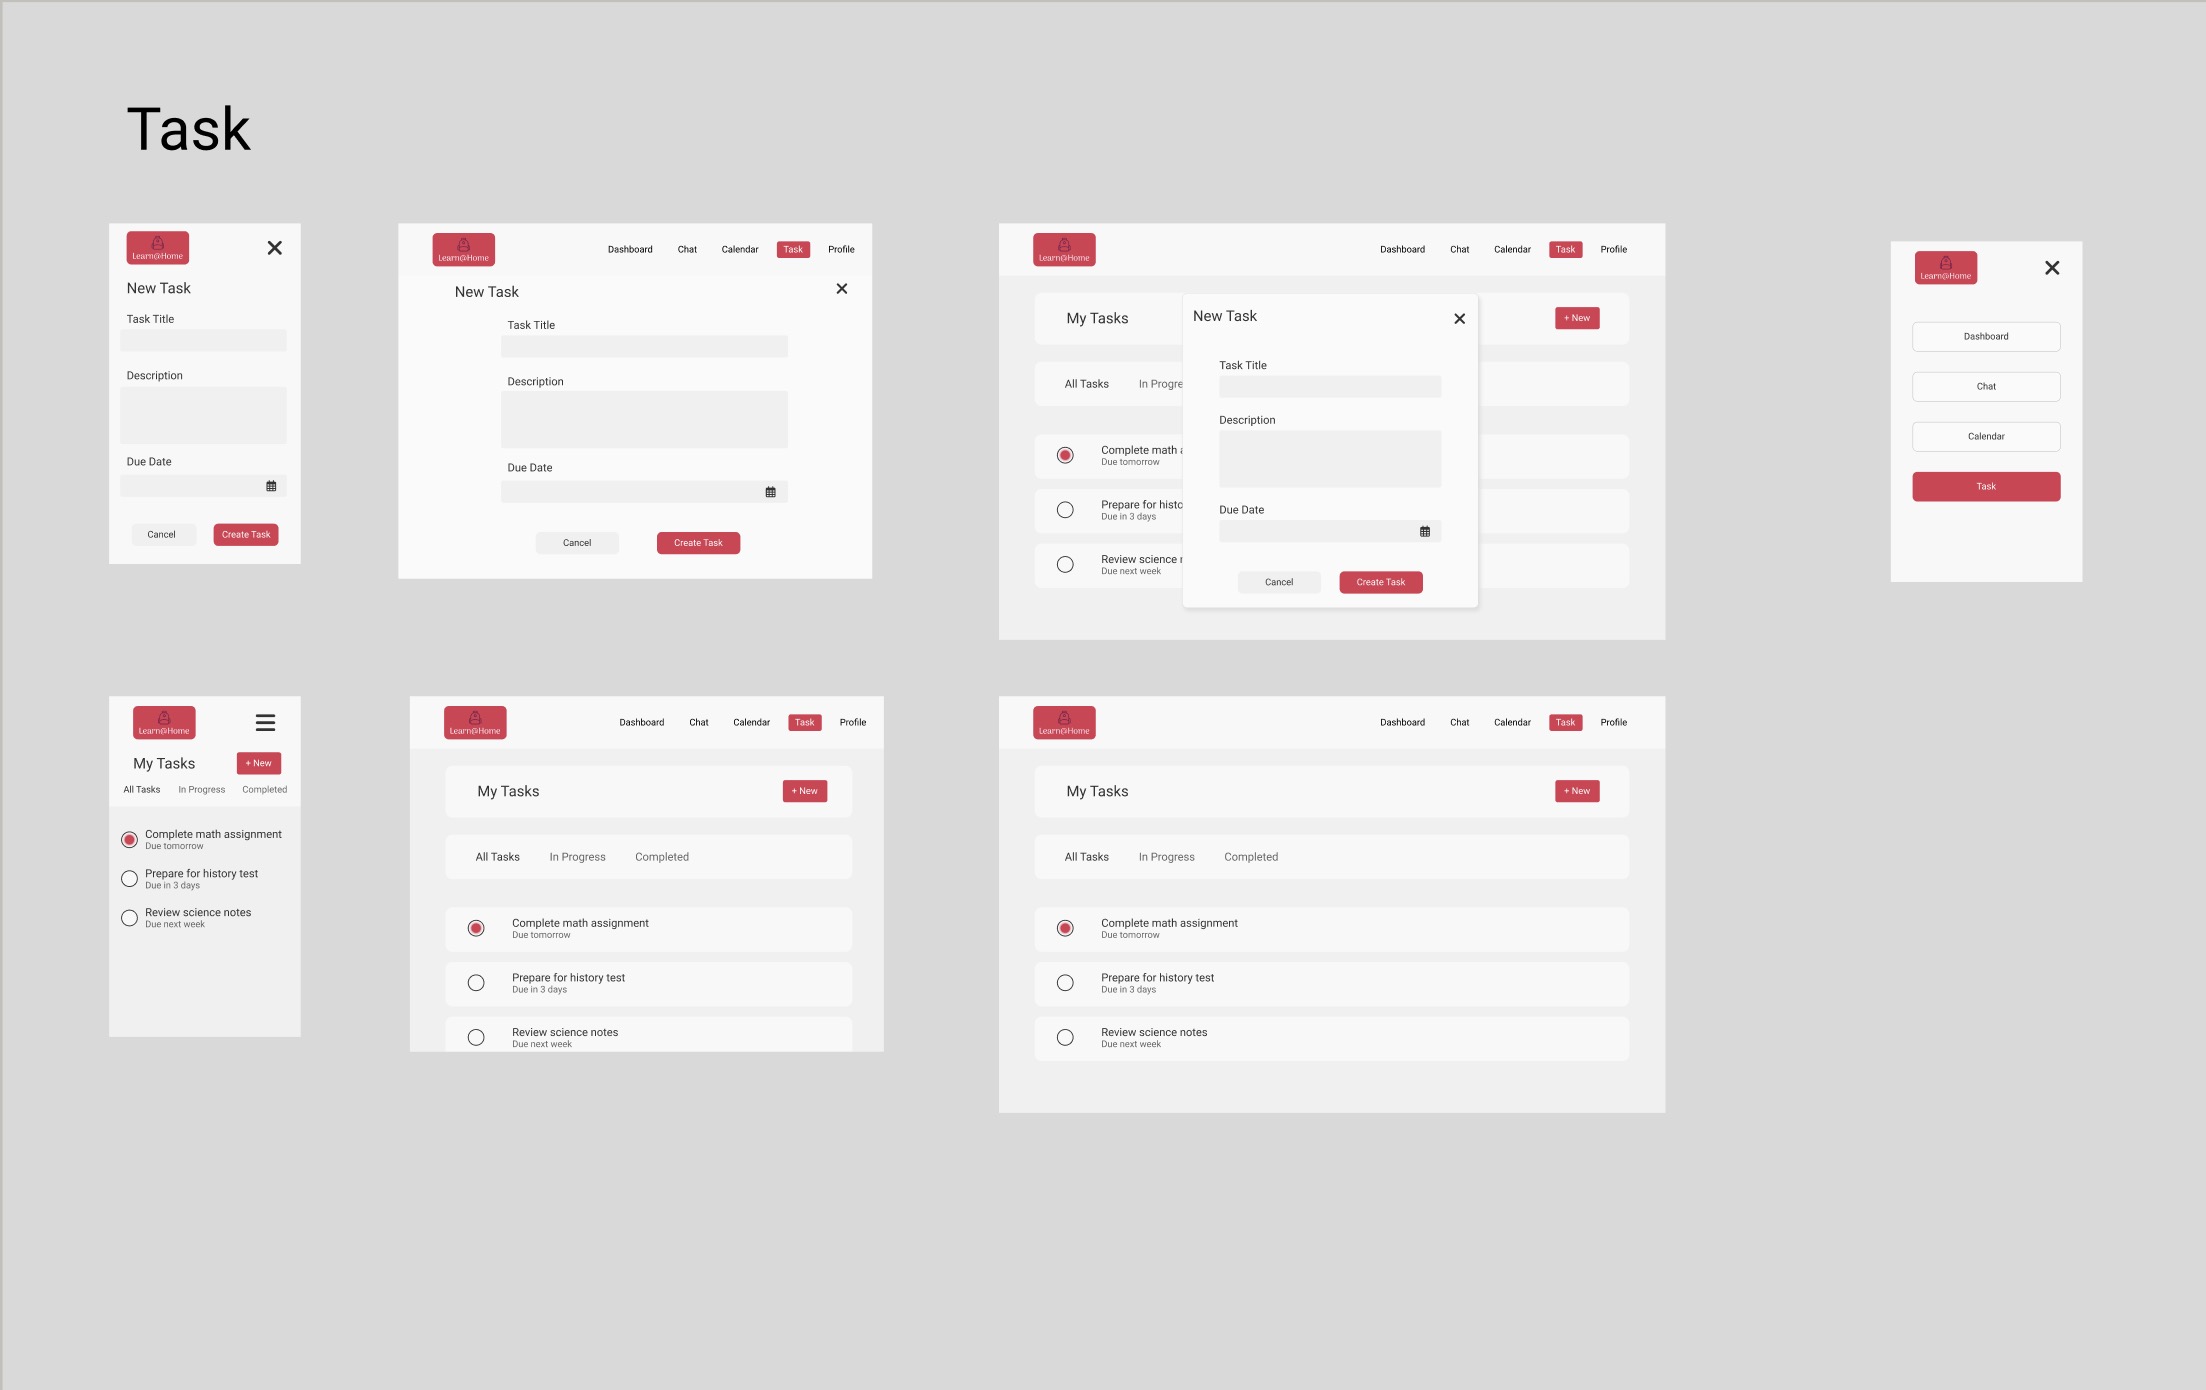 Task
Learn@Home
New Task
Task Title
Description
Due Date
Cancel Create Task
Learn@Home Dashboard Chat Calendar Task Profile
New Task
Task Title
Description
Due Date
Cancel Create Task
Learn@Home Dashboard Chat Calendar Task Profile
My Tasks + New
All Tasks In Progre
Complete math a
Due tomorrow
Prepare for histo
Due in 3 days
Review science n
Due next week
New Task
Task Title
Description
Due Date
Cancel Create Task
Learn@Home
Dashboard
Chat
Calendar
Task
Learn@Home
My Tasks + New
All Tasks In Progress Completed
Complete math assignment
Due tomorrow
Prepare for history test
Due in 3 days
Review science notes
Due next week
Learn@Home Dashboard Chat Calendar Task Profile
My Tasks + New
All Tasks In Progress Completed
Complete math assignment
Due tomorrow
Prepare for history test
Due in 3 days
Review science notes
Due next week
Learn@Home Dashboard Chat Calendar Task Profile
My Tasks + New
All Tasks In Progress Completed
Complete math assignment
Due tomorrow
Prepare for history test
Due in 3 days
Review science notes
Due next week